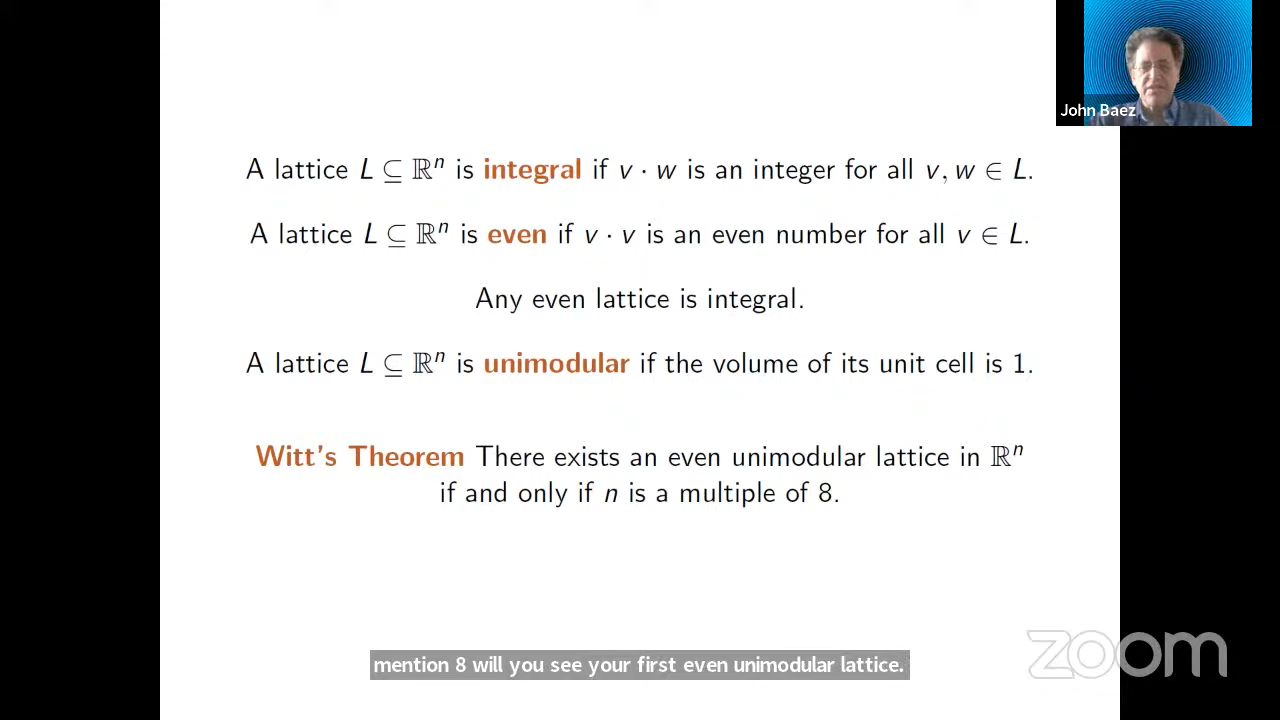 John Baez
A lattice L ⊆ ℝⁿ is integral if v · w is an integer for all v, w ∈ L.
A lattice L ⊆ ℝⁿ is even if v · v is an even number for all v ∈ L.
Any even lattice is integral.
A lattice L ⊆ ℝⁿ is unimodular if the volume of its unit cell is 1.
Witt's Theorem There exists an even unimodular lattice in ℝⁿ
if and only if n is a multiple of 8.
mention 8 will you see your first even unimodular lattice.
zoom